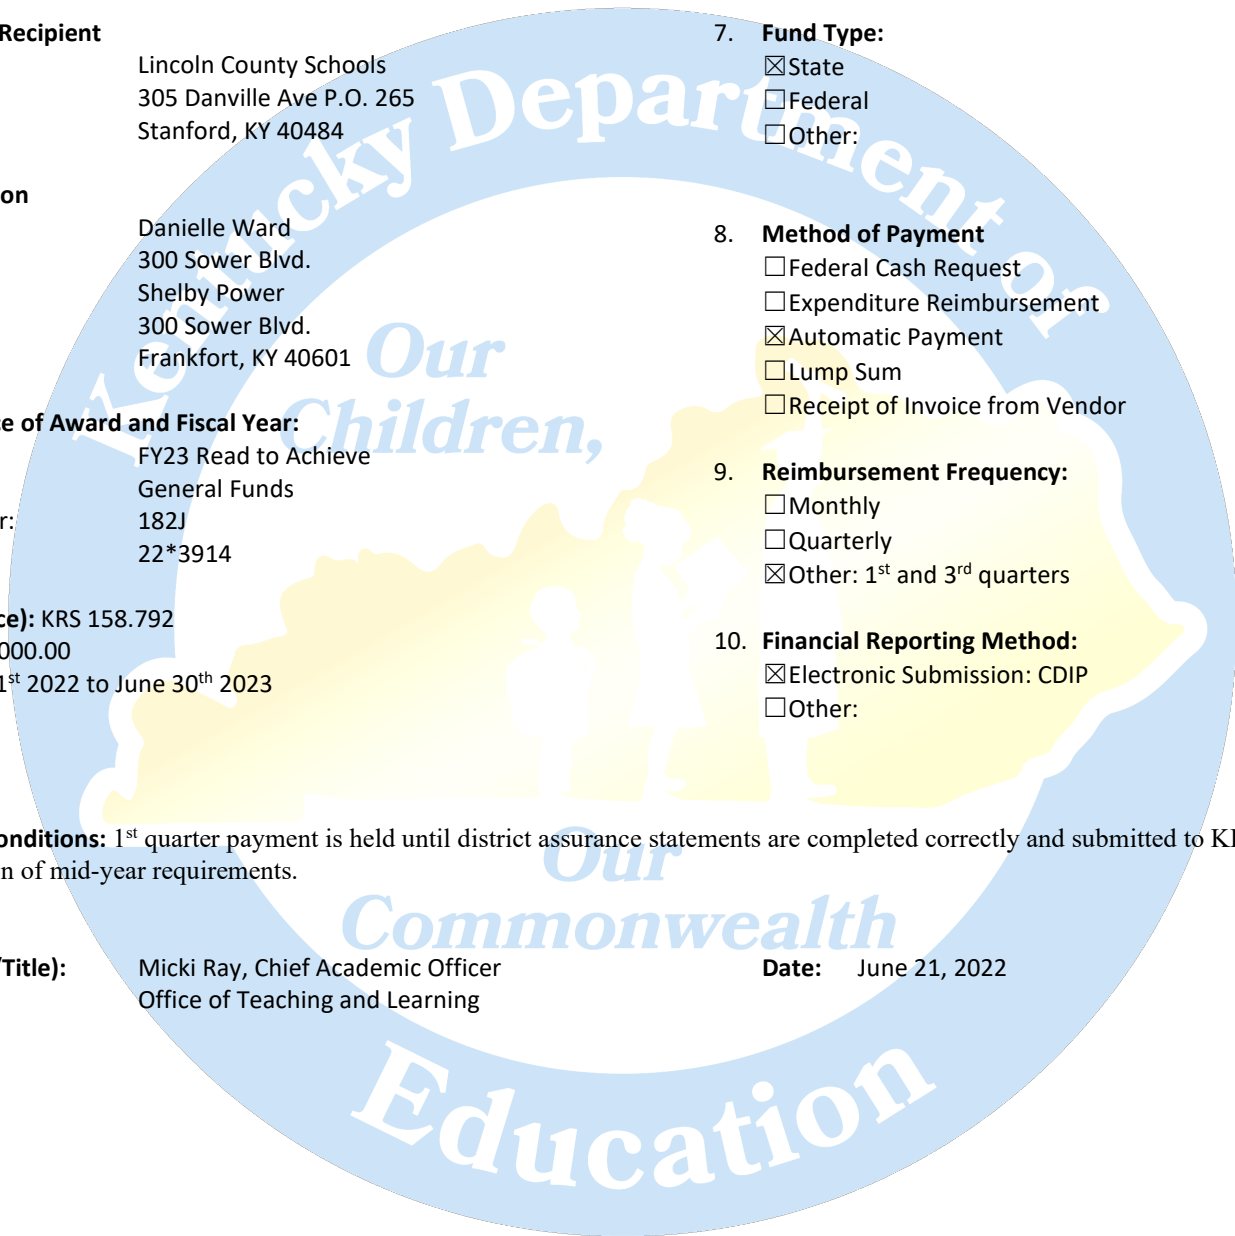 Recipient
Lincoln County Schools
305 Danville Ave P.O. 265
Stanford, KY 40484
on
Danielle Ward
300 Sower Blvd.
Shelby Power
300 Sower Blvd.
Frankfort, KY 40601
ce of Award and Fiscal Year:
FY23 Read to Achieve
General Funds
r: 182J
22*3914
ce): KRS 158.792
000.00
1st 2022 to June 30th 2023
7. Fund Type:
☒State
☐Federal
☐Other:
8. Method of Payment
☐Federal Cash Request
☐Expenditure Reimbursement
☒Automatic Payment
☐Lump Sum
☐Receipt of Invoice from Vendor
9. Reimbursement Frequency:
☐Monthly
☐Quarterly
☒Other: 1st and 3rd quarters
10. Financial Reporting Method:
☒Electronic Submission: CDIP
☐Other:
onditions: 1st quarter payment is held until district assurance statements are completed correctly and submitted to KD
n of mid-year requirements.
/Title): Micki Ray, Chief Academic Officer
Office of Teaching and Learning
Date: June 21, 2022
Kentucky Department of
Education
Our
Children,
Our
Commonwealth